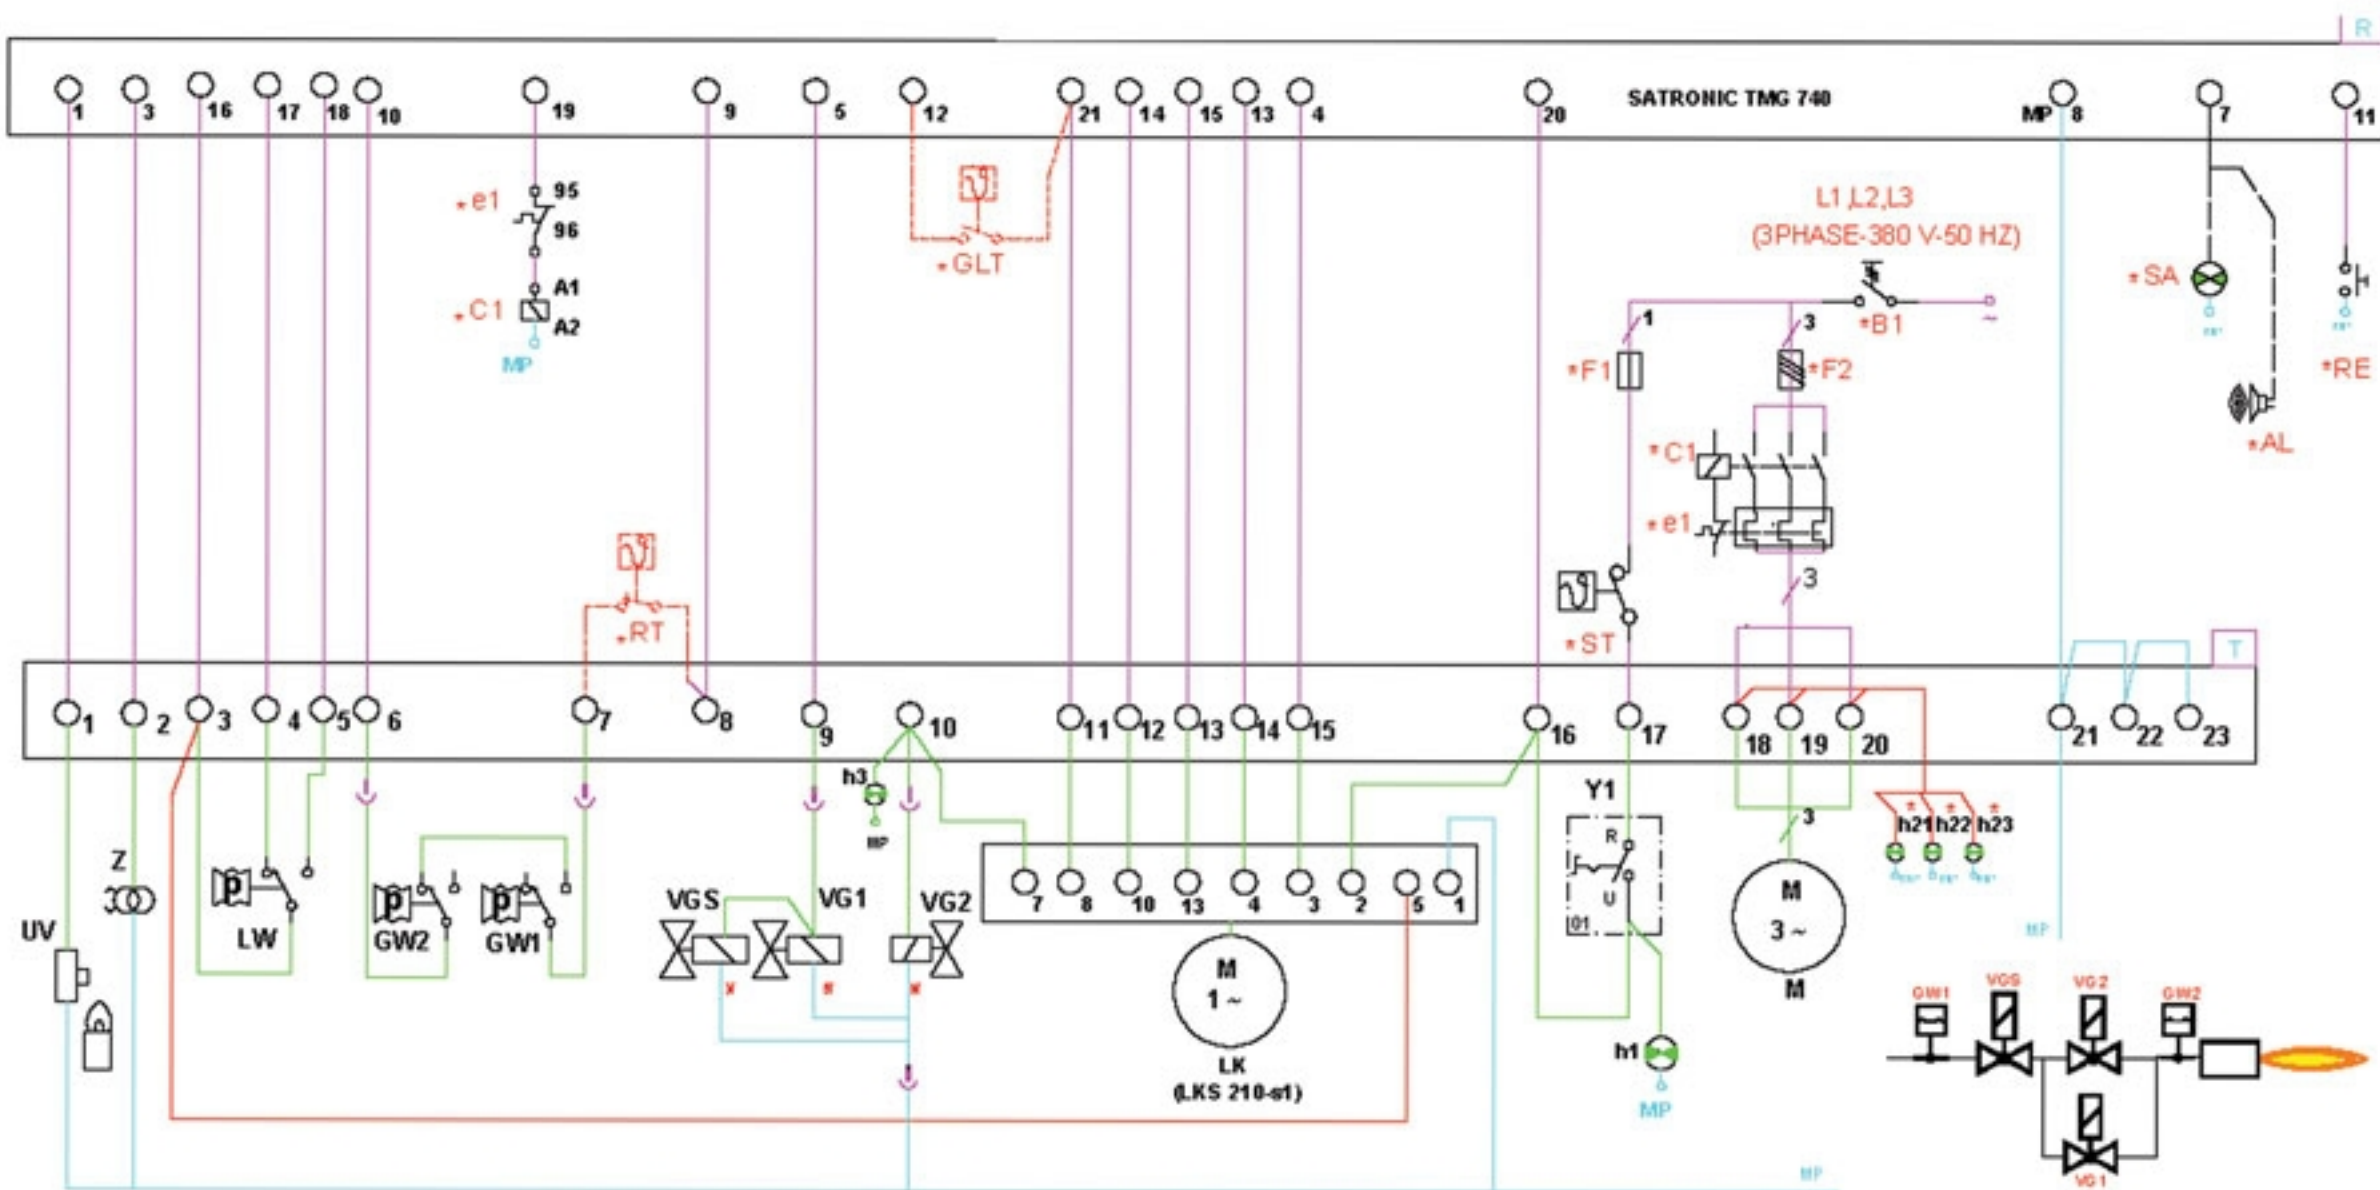 R
1 3 16 17 18 10 19 9 5 12 21 14 15 13 4 20 SATRONIC TMG 740 MP 8 7 11
*e1 95
96
*C1 A1
A2
MP
*GLT
L1,L2,L3
(3PHASE-380 V-50 HZ)
1 3 *B1
~
*F1 *F2
*SA
*RE
*AL
*C1
*e1
3
*RT
*ST
T
1 2 3 4 5 6 7 8 9 10 11 12 13 14 15 16 17 18 19 20 21 22 23
h3
MP
Y1
R
U
01
3
* * *
h21 h22 h23
Z
UV
P P P
LW GW2 GW1
VGS VG1 VG2
7 8 10 13 4 3 2 5 1
M
1 ~
LK
(LKS 210-s1)
M
3 ~
M
h1
MP
MP
GW1 VGS VG2 GW2
VG1
MP